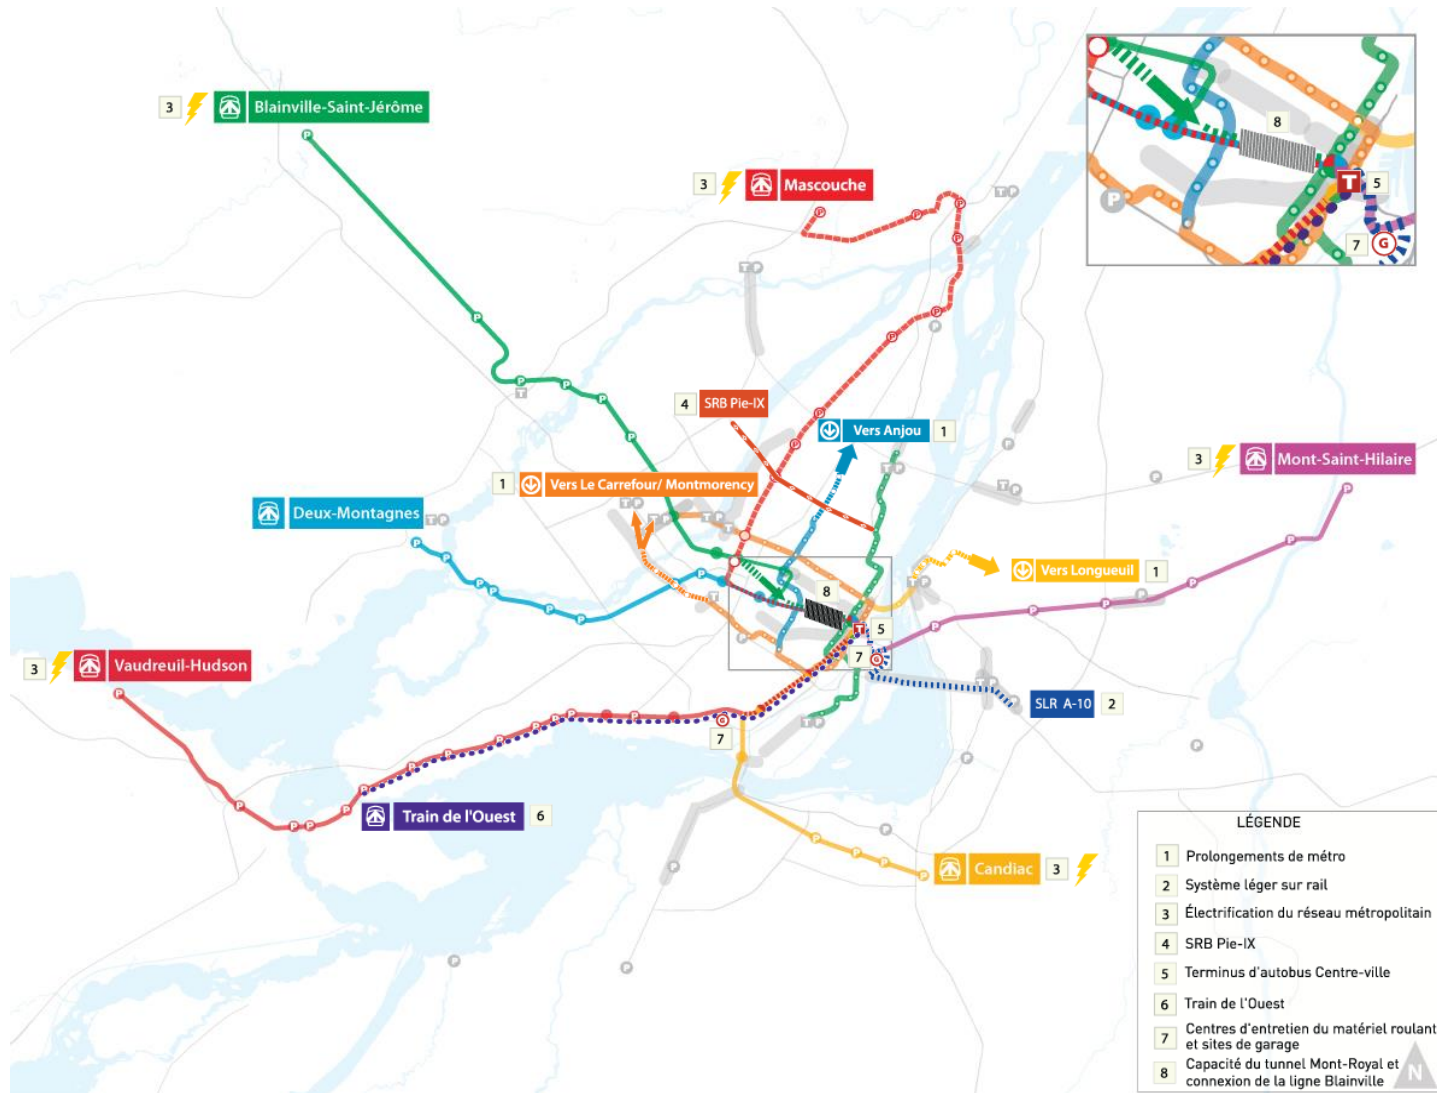 3 Blainville-Saint-Jérôme
8
T 5
P
7 G
3 Mascouche
4 SRB Pie-IX
Vers Anjou 1
3 Mont-Saint-Hilaire
1 Vers Le Carrefour/ Montmorency
Deux-Montagnes
Vers Longueuil 1
8
T 5
7 G
3 Vaudreuil-Hudson
SLR A-10 2
G
7
Train de l'Ouest 6
Candiac 3
LÉGENDE
1 Prolongements de métro
2 Système léger sur rail
3 Électrification du réseau métropolitain
4 SRB Pie-IX
5 Terminus d'autobus Centre-ville
6 Train de l'Ouest
7 Centres d'entretien du matériel roulant
et sites de garage
8 Capacité du tunnel Mont-Royal et
connexion de la ligne Blainville
N